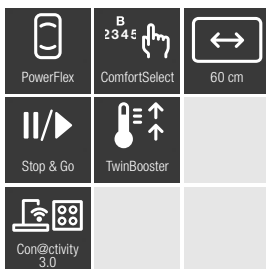 B
2345
PowerFlex
ComfortSelect
60 cm
Stop & Go
TwinBooster
Con@ctivity
3.0